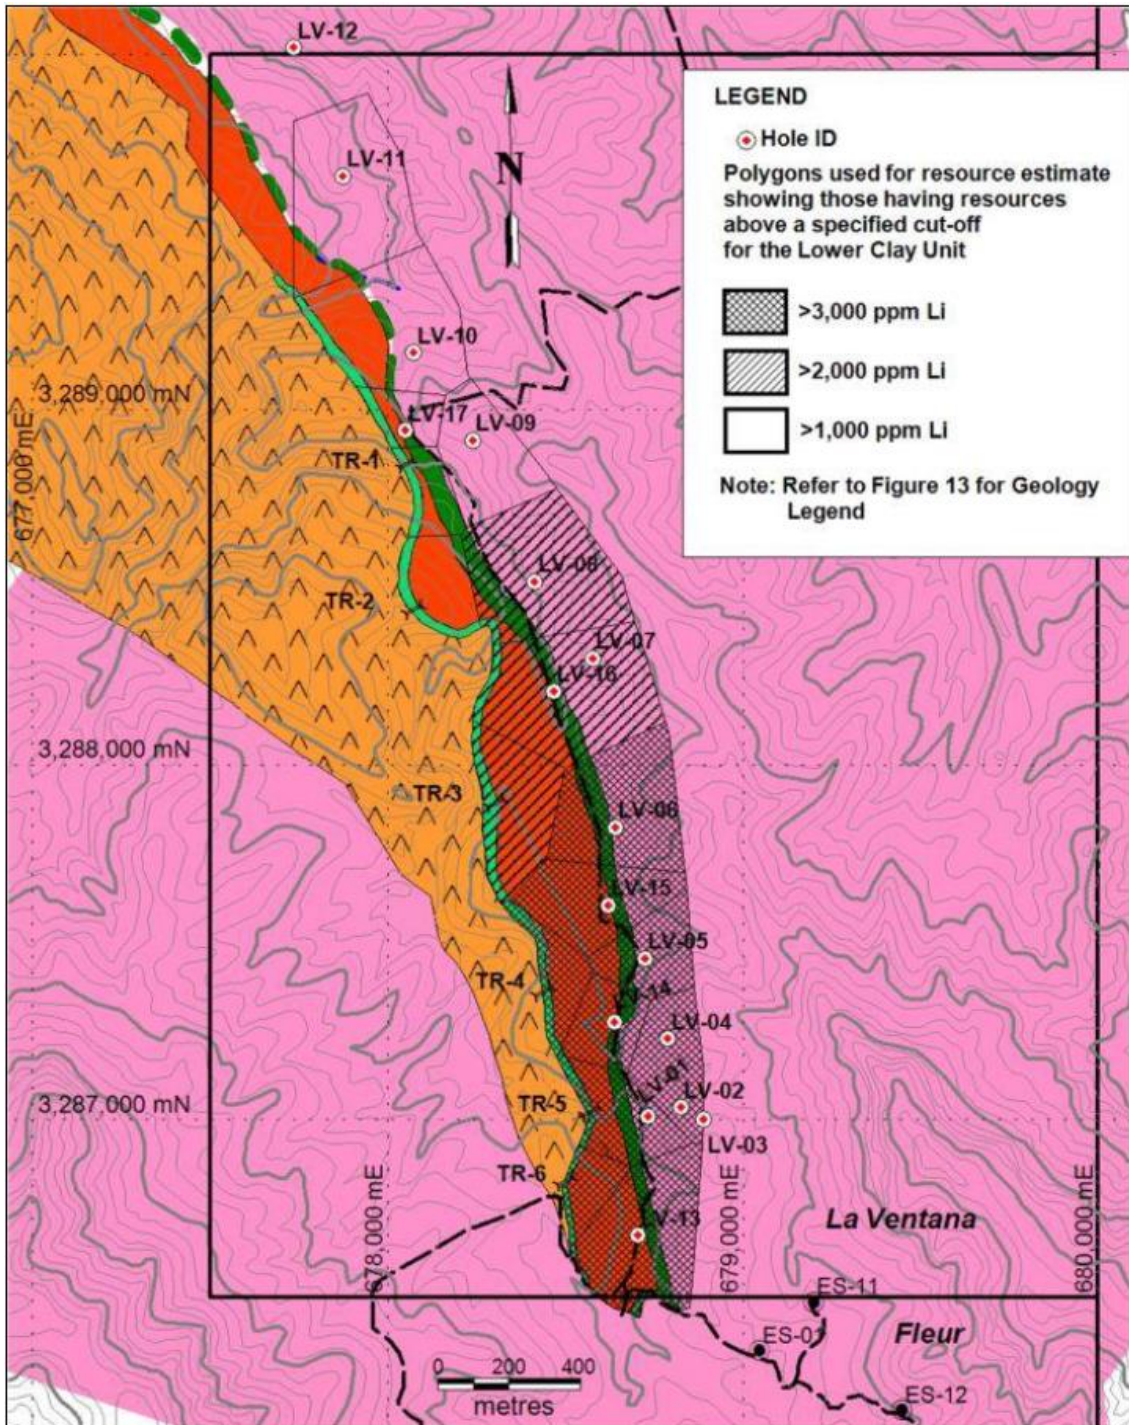 LV-12
LEGEND
Hole ID
Polygons used for resource estimate
showing those having resources
above a specified cut-off
for the Lower Clay Unit
>3,000 ppm Li
>2,000 ppm Li
>1,000 ppm Li
Note: Refer to Figure 13 for Geology
Legend
LV-11
N
LV-10
3,289,000 mN
LV-17
LV-09
TR-1
677,000 mE
LV-08
TR-2
LV-07
LV-16
3,288,000 mN
TR-3
LV-06
LV-15
LV-05
TR-4
LV-14
LV-04
LV-01
LV-02
3,287,000 mN
TR-5
LV-03
TR-6
LV-13
678,000 mE
679,000 mE
680,000 mE
La Ventana
ES-11
ES-01
Fleur
ES-12
0 200 400
metres